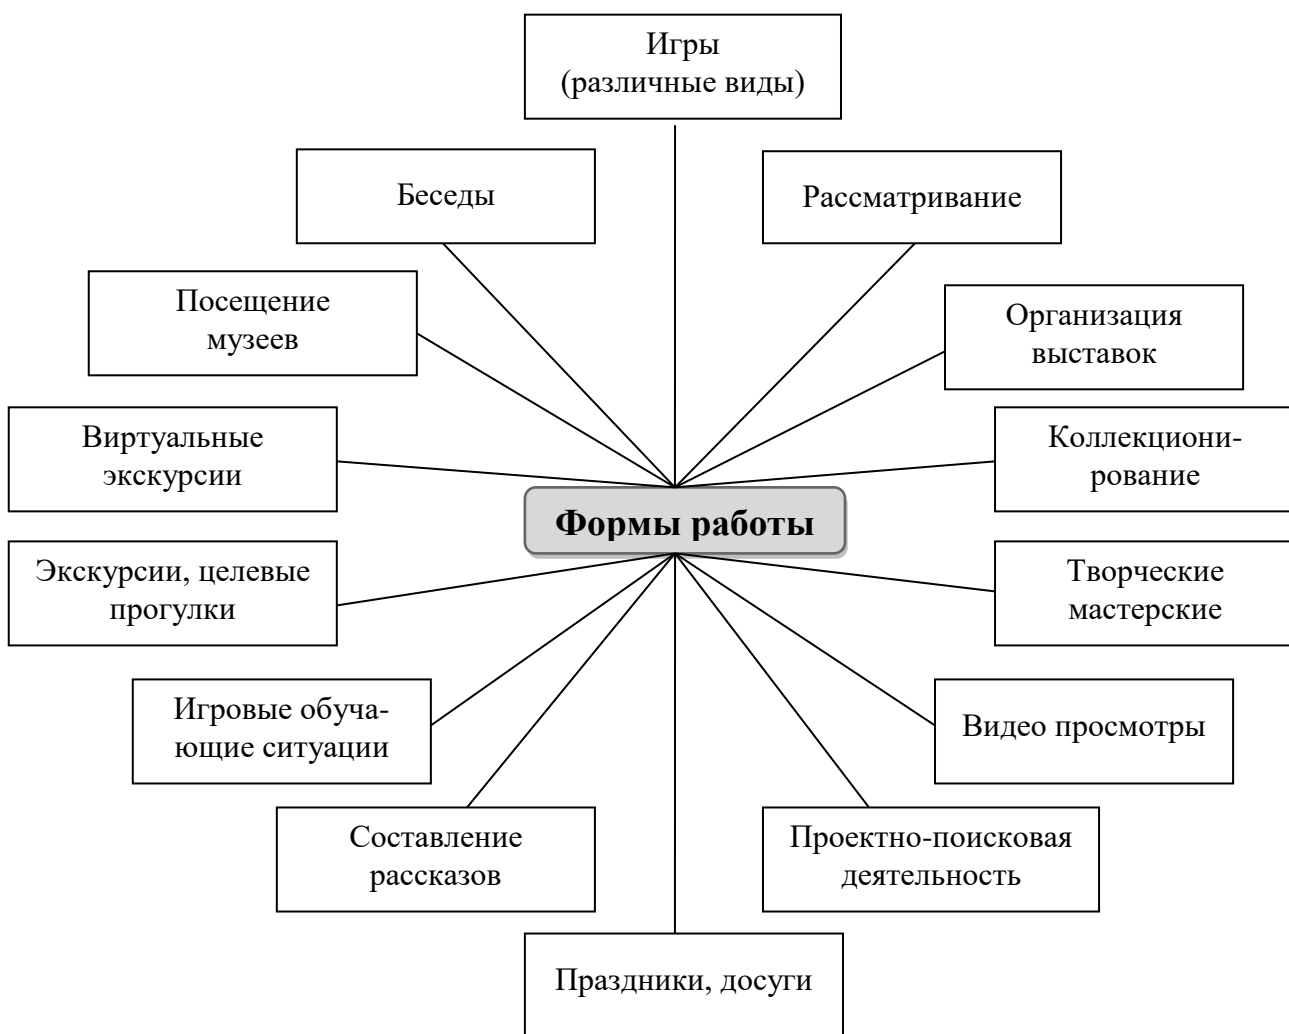 Игры
(различные виды)
Беседы
Рассматривание
Посещение
музеев
Организация
выставок
Виртуальные
экскурсии
Коллекциони-
рование
Формы работы
Экскурсии, целевые
прогулки
Творческие
мастерские
Игровые обуча-
ющие ситуации
Видео просмотры
Составление
рассказов
Проектно-поисковая
деятельность
Праздники, досуги